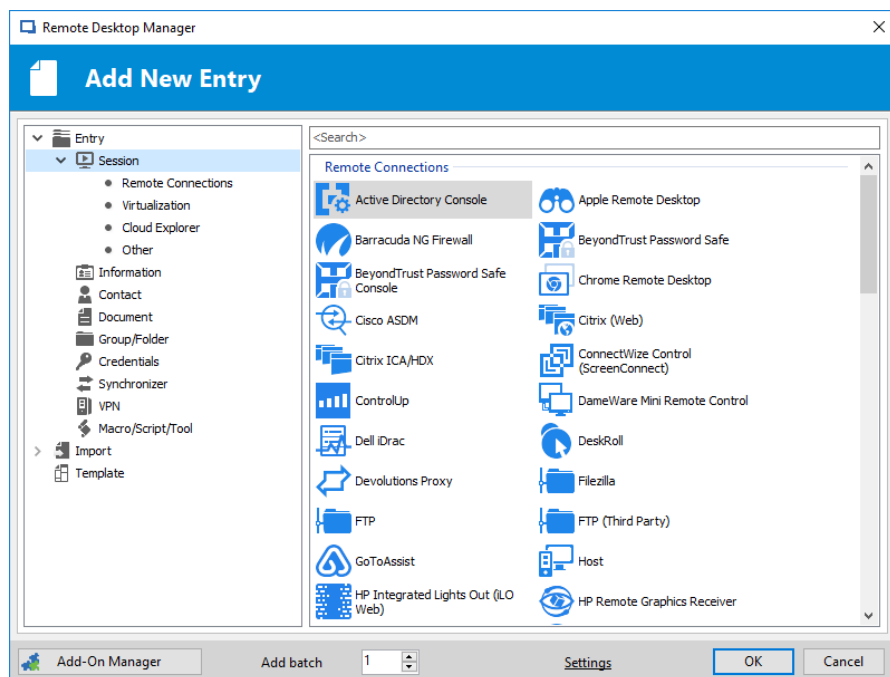 Remote Desktop Manager
Add New Entry
Entry
Session
Remote Connections
Virtualization
Cloud Explorer
Other
Information
Contact
Document
Group/Folder
Credentials
Synchronizer
VPN
Macro/Script/Tool
Import
Template
<Search>
Remote Connections
Active Directory Console
Apple Remote Desktop
Barracuda NG Firewall
BeyondTrust Password Safe
BeyondTrust Password Safe
Console
Chrome Remote Desktop
Cisco ASDM
Citrix (Web)
Citrix ICA/HDX
ConnectWize Control
(ScreenConnect)
ControlUp
DameWare Mini Remote Control
Dell iDrac
DeskRoll
Devolutions Proxy
Filezilla
FTP
FTP (Third Party)
GoToAssist
Host
HP Integrated Lights Out (iLO
Web)
HP Remote Graphics Receiver
Add-On Manager
Add batch
1
Settings
OK
Cancel